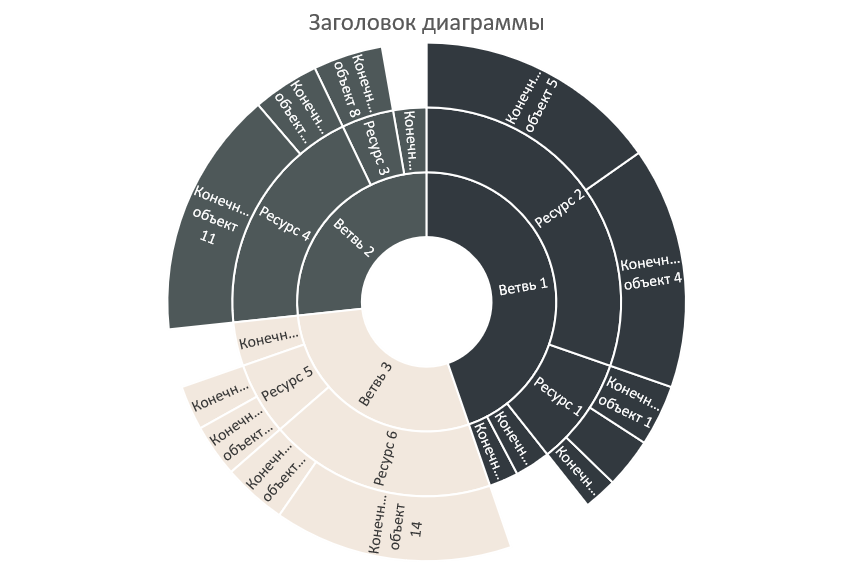 Заголовок диаграммы
Ветвь 1
Ресурс 2
Конечн...
объект 5
Конечн...
объект 4
Ресурс 1
Конечн...
объект 1
Конечн...
Конечн...
Конечн...
Ветвь 3
Ресурс 6
Конечн...
объект
14
Конечн...
объект...
Ресурс 5
Конечн...
объект...
Конечн...
Конечн...
Ветвь 2
Ресурс 4
Конечн...
объект
11
Конечн...
объект...
Ресурс 3
Конечн...
объект 8
Конечн...